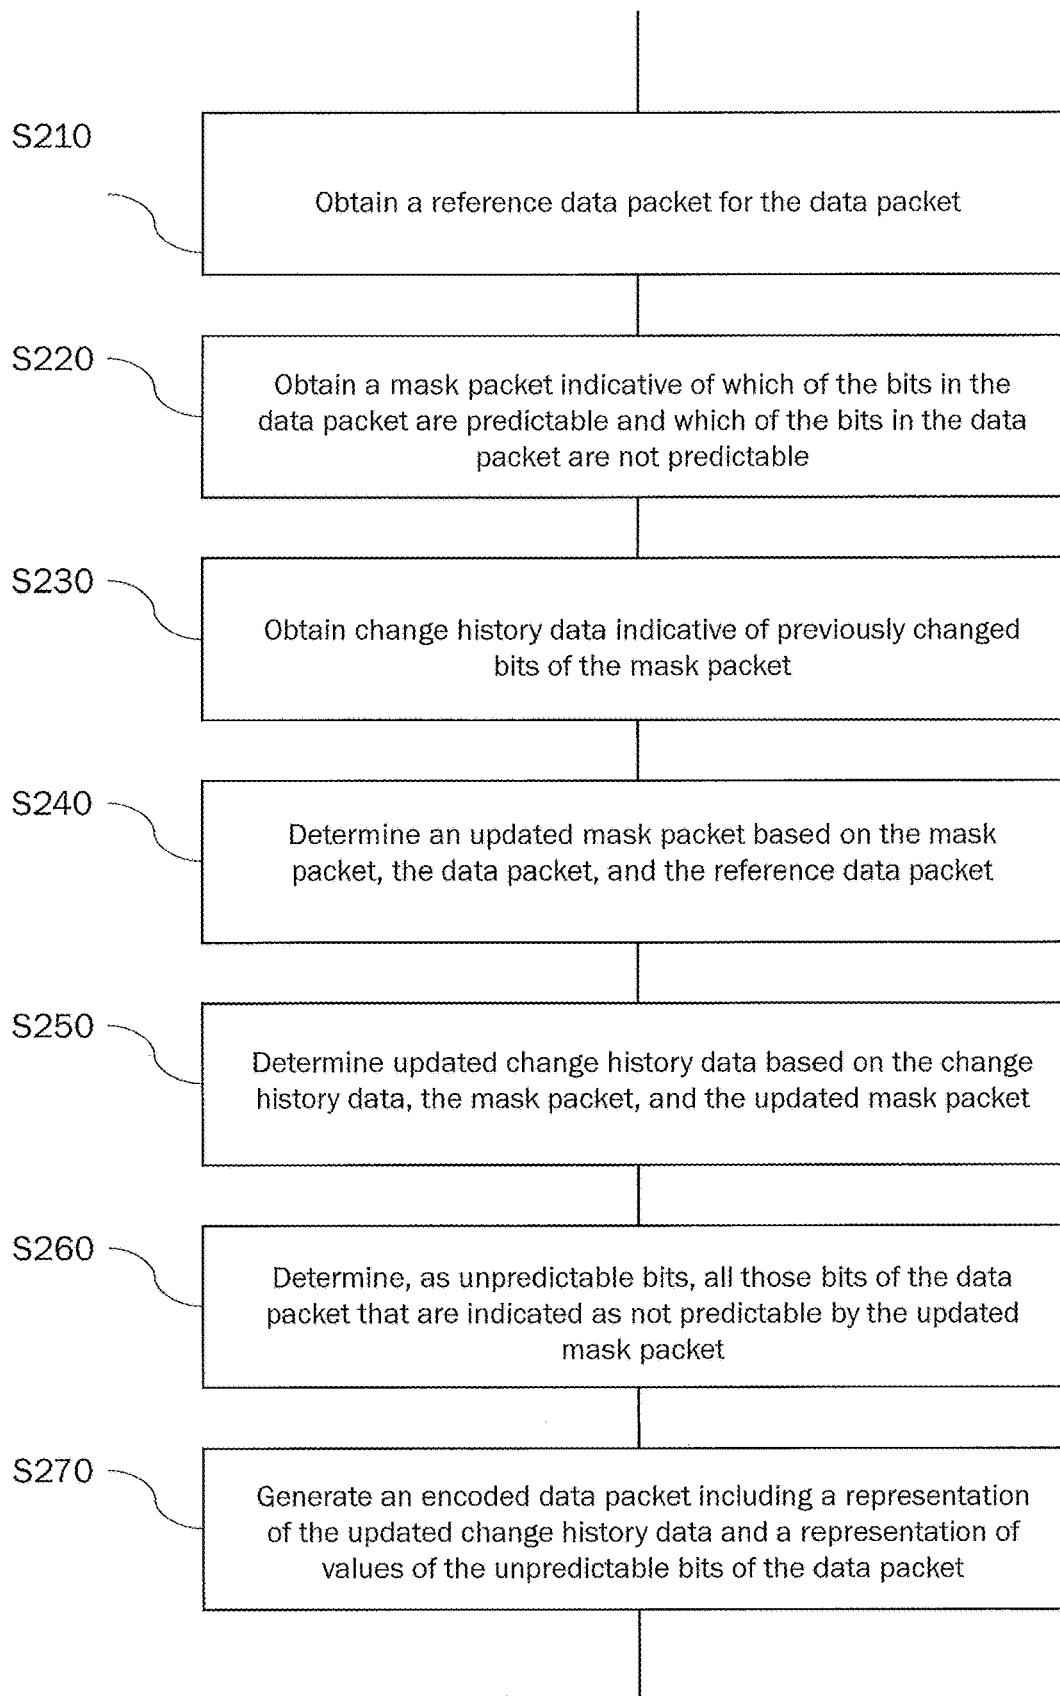 S210
Obtain a reference data packet for the data packet
S220
Obtain a mask packet indicative of which of the bits in the
data packet are predictable and which of the bits in the data
packet are not predictable
S230
Obtain change history data indicative of previously changed
bits of the mask packet
S240
Determine an updated mask packet based on the mask
packet, the data packet, and the reference data packet
S250
Determine updated change history data based on the change
history data, the mask packet, and the updated mask packet
S260
Determine, as unpredictable bits, all those bits of the data
packet that are indicated as not predictable by the updated
mask packet
S270
Generate an encoded data packet including a representation
of the updated change history data and a representation of
values of the unpredictable bits of the data packet